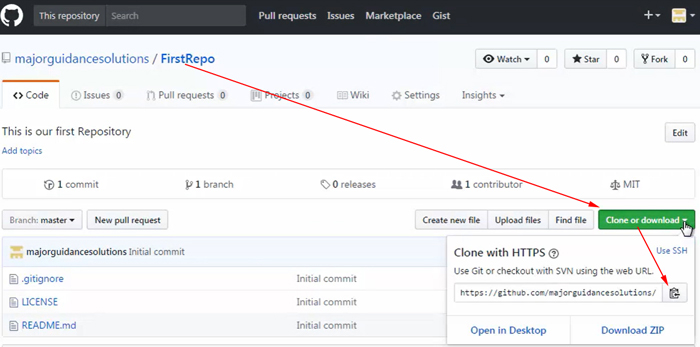 This repository Search Pull requests Issues Marketplace Gist
majorguidancesolutions / FirstRepo Watch 0 Star 0 Fork 0
Code Issues 0 Pull requests 0 Projects 0 Wiki Settings Insights
This is our first Repository Edit
Add topics
1 commit 1 branch 0 releases 1 contributor MIT
Branch: master New pull request Create new file Upload files Find file Clone or download
majorguidancesolutions Initial commit
.gitignore Initial commit
LICENSE Initial commit
README.md Initial commit
Clone with HTTPS Use SSH
Use Git or checkout with SVN using the web URL.
https://github.com/majorguidancesolutions/
Open in Desktop Download ZIP